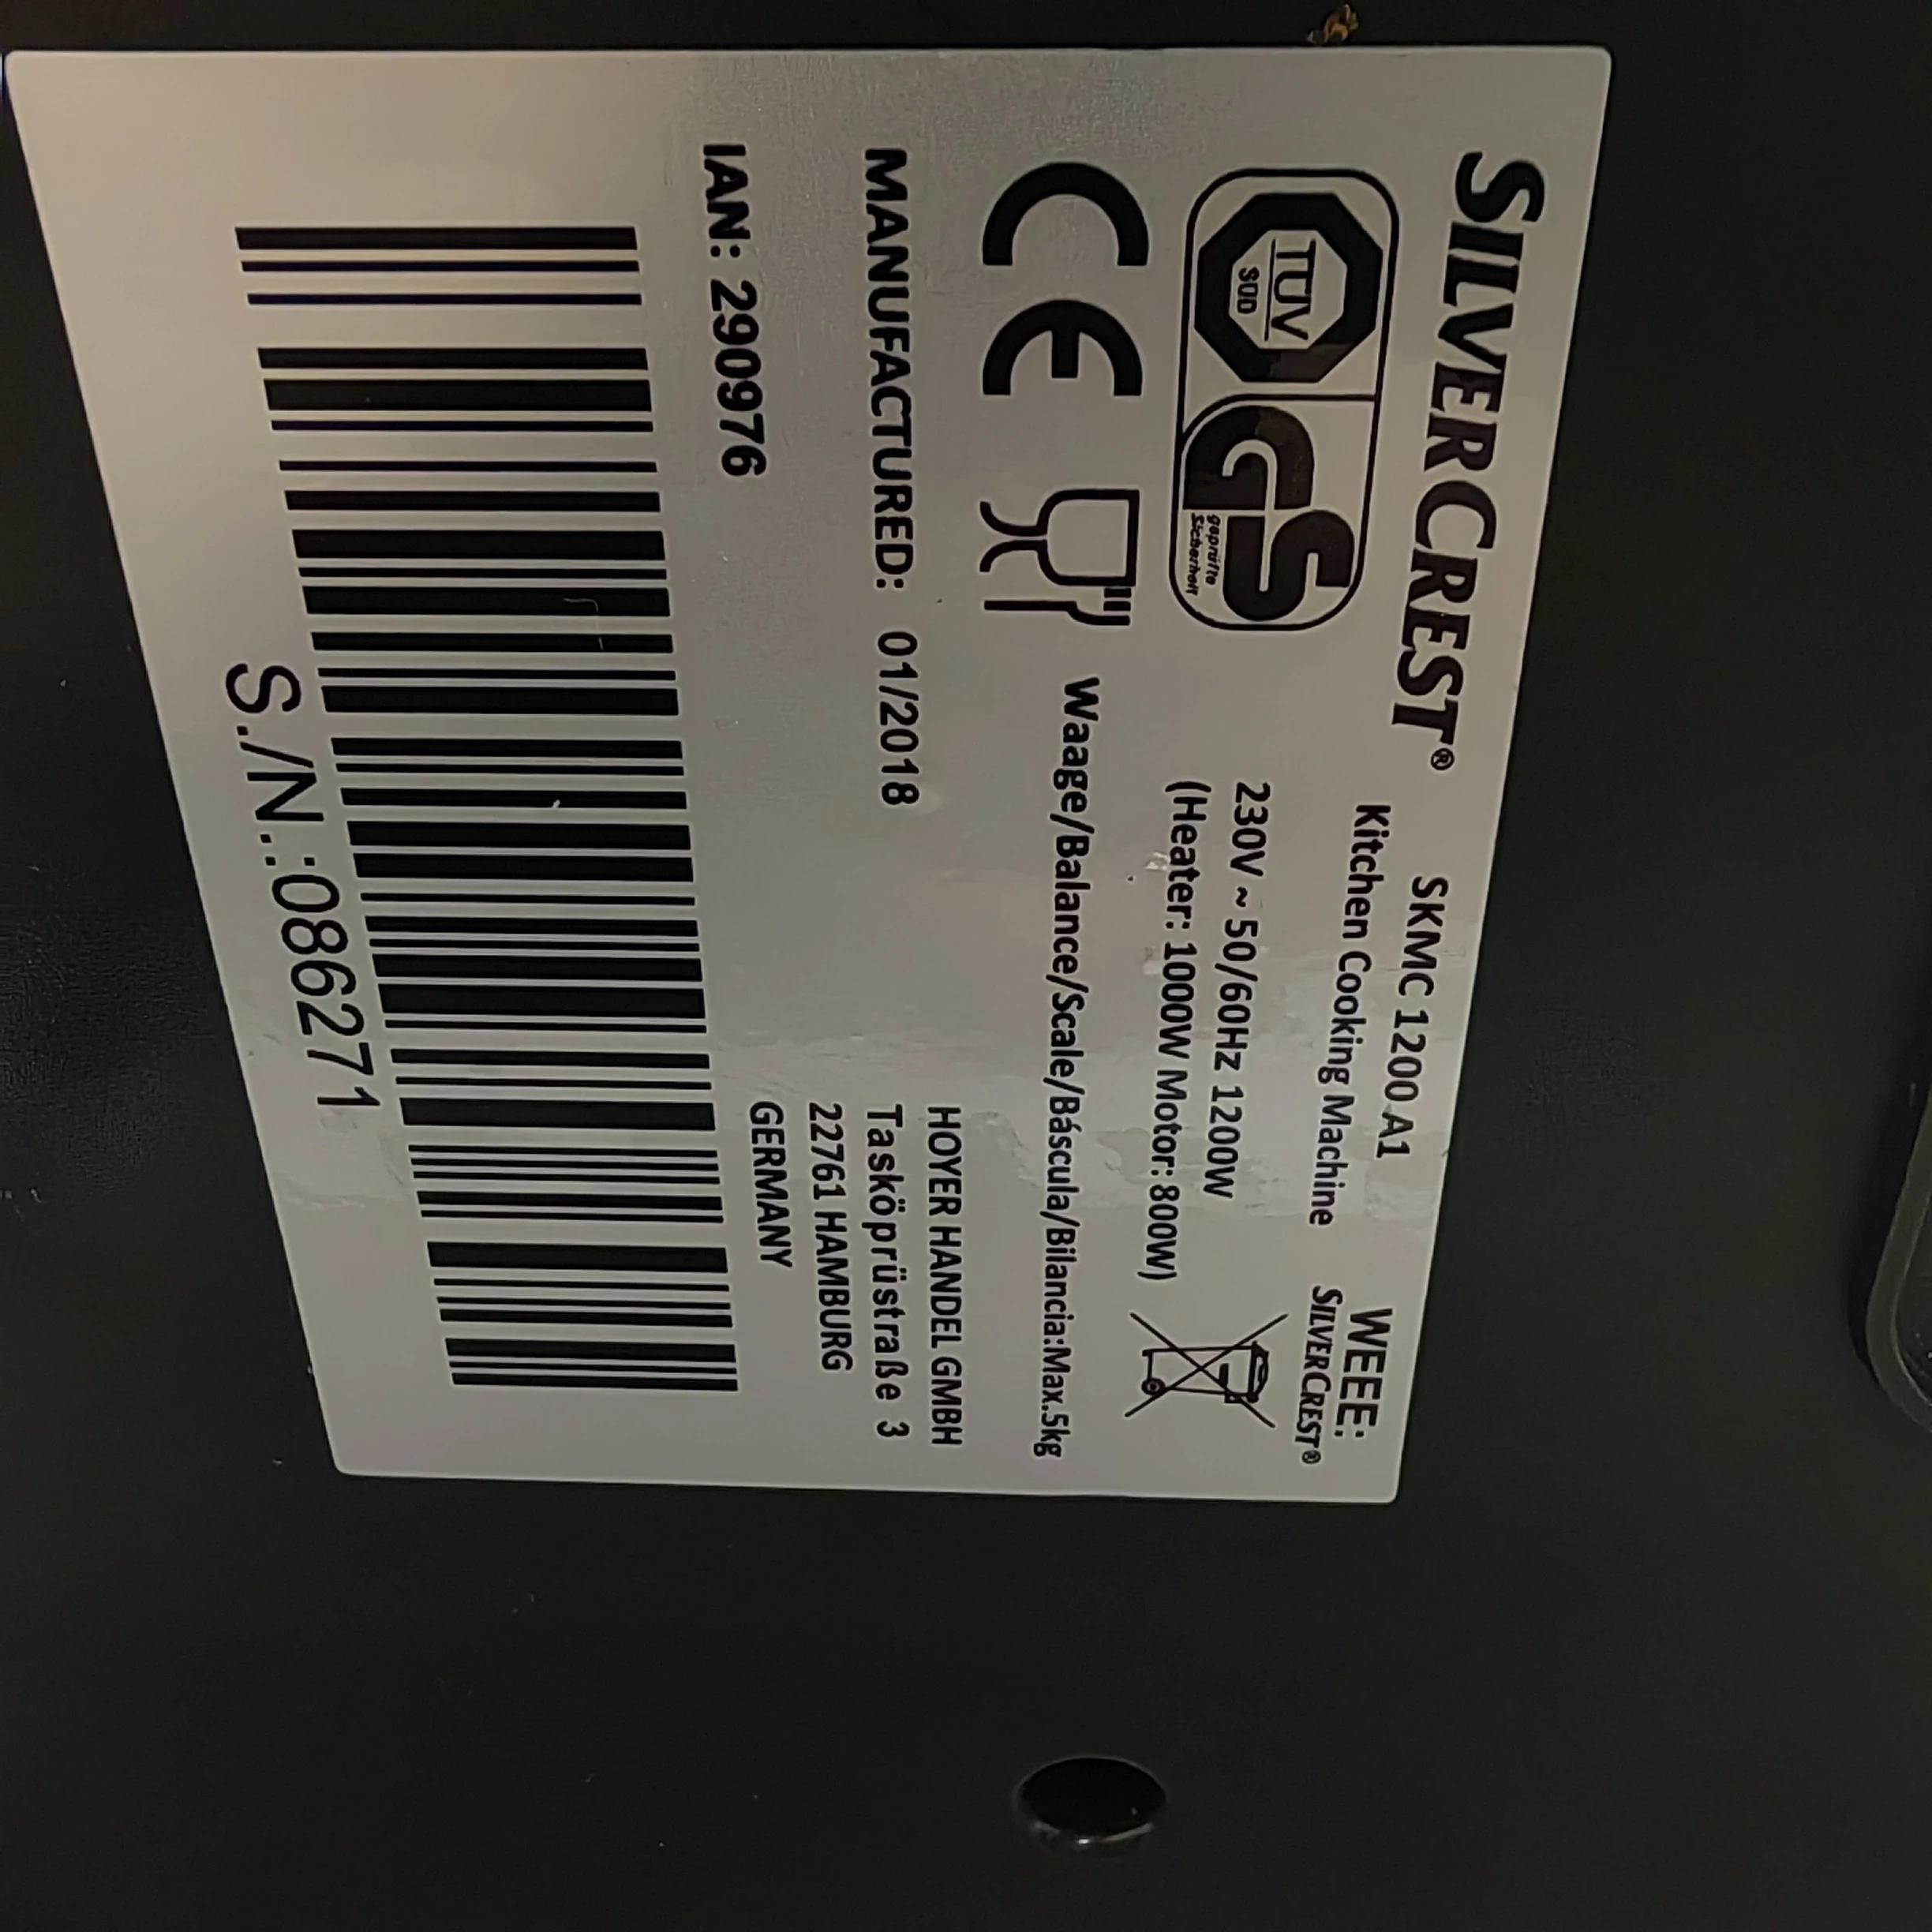 SILVERCREST®
SKMC 1200 A1
Kitchen Cooking Machine
WEEE:
SILVERCREST®
TÜV
SÜD
GS
geprüfte
Sicherheit
230V ~ 50/60Hz 1200W
(Heater: 1000W Motor: 800W)
CE
Waage/Balance/Scale/Báscula/Bilancia:Max.5kg
MANUFACTURED: 01/2018
HOYER HANDEL GMBH
Tasköprüstraße 3
22761 HAMBURG
GERMANY
IAN: 290976
S./N.:086271